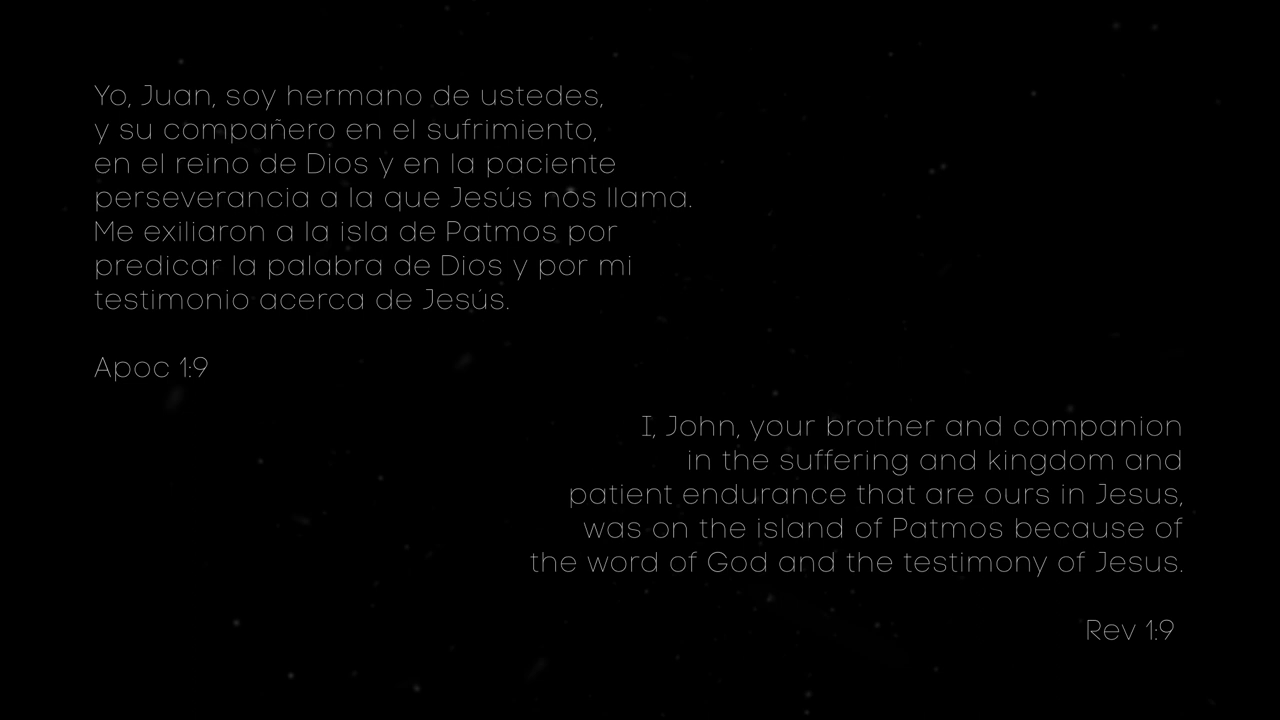 Yo, Juan, soy hermano de ustedes,
y su compañero en el sufrimiento,
en el reino de Dios y en la paciente
perseverancia a la que Jesús nos llama.
Me exiliaron a la isla de Patmos por
predicar la palabra de Dios y por mi
testimonio acerca de Jesús.
Apoc 1:9
I, John, your brother and companion
in the suffering and kingdom and
patient endurance that are ours in Jesus,
was on the island of Patmos because of
the word of God and the testimony of Jesus.
Rev 1:9